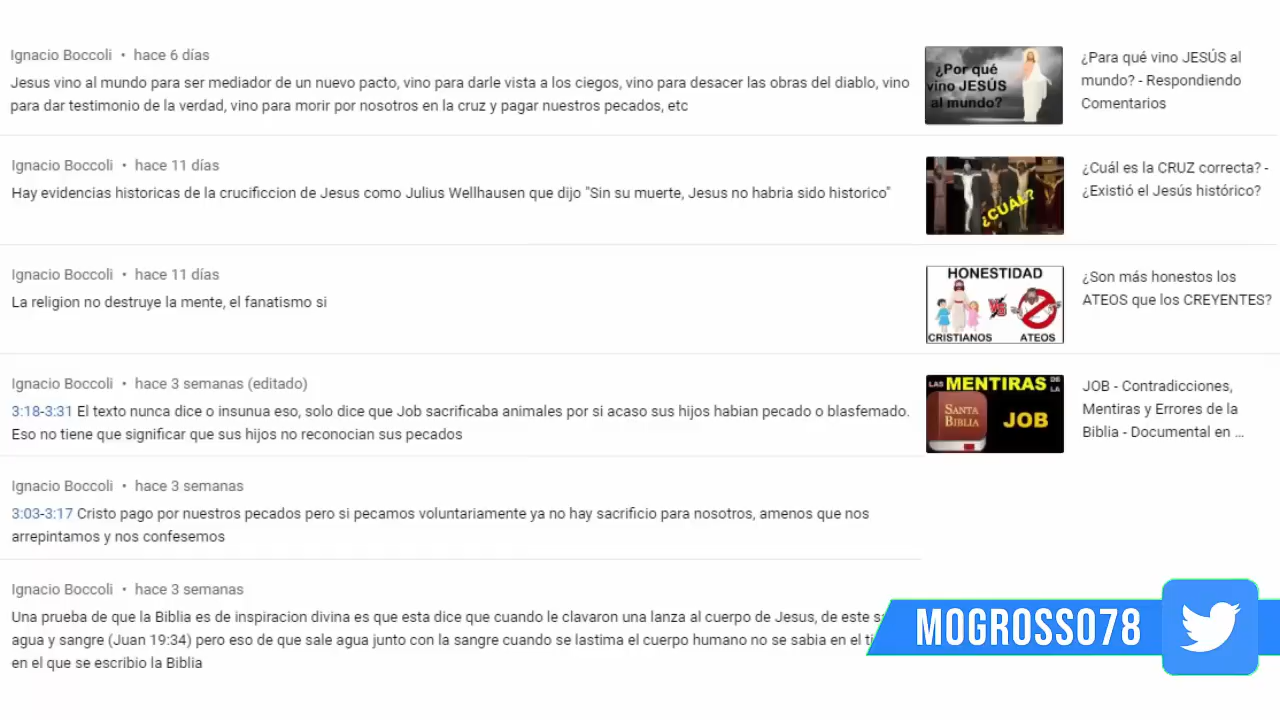 Ignacio Boccoli • hace 6 días
Jesus vino al mundo para ser mediador de un nuevo pacto, vino para darle vista a los ciegos, vino para desacer las obras del diablo, vino
para dar testimonio de la verdad, vino para morir por nosotros en la cruz y pagar nuestros pecados, etc
¿Por qué
vino JESÚS
al mundo?
¿Para qué vino JESÚS al
mundo? - Respondiendo
Comentarios
Ignacio Boccoli • hace 11 días
Hay evidencias historicas de la crucificcion de Jesus como Julius Wellhausen que dijo "Sin su muerte, Jesus no habria sido historico"
¿CUÁL?
¿Cuál es la CRUZ correcta? -
¿Existió el Jesús histórico?
Ignacio Boccoli • hace 11 días
La religion no destruye la mente, el fanatismo si
HONESTIDAD
VS
CRISTIANOS ATEOS
¿Son más honestos los
ATEOS que los CREYENTES?
Ignacio Boccoli • hace 3 semanas (editado)
3:18-3:31 El texto nunca dice o insunua eso, solo dice que Job sacrificaba animales por si acaso sus hijos habian pecado o blasfemado.
Eso no tiene que significar que sus hijos no reconocian sus pecados
LAS MENTIRAS DE LA
SANTA
BIBLIA
JOB
JOB - Contradicciones,
Mentiras y Errores de la
Biblia - Documental en ...
Ignacio Boccoli • hace 3 semanas
3:03-3:17 Cristo pago por nuestros pecados pero si pecamos voluntariamente ya no hay sacrificio para nosotros, amenos que nos
arrepintamos y nos confesemos
Ignacio Boccoli • hace 3 semanas
Una prueba de que la Biblia es de inspiracion divina es que esta dice que cuando le clavaron una lanza al cuerpo de Jesus, de este
agua y sangre (Juan 19:34) pero eso de que sale agua junto con la sangre cuando se lastima el cuerpo humano no se sabia en el
en el que se escribio la Biblia
MOGROSSO78